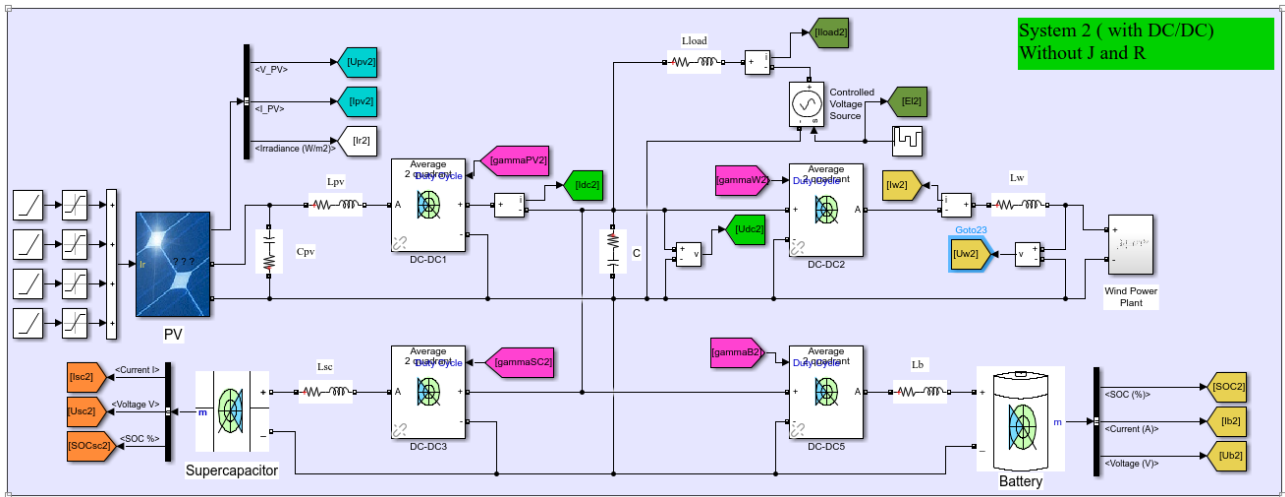 System 2 ( with DC/DC)
Without J and R
Lload
[Iload2]
+
i
-
Controlled
Voltage
Source
+
-
s
[El2]
<V_PV>
[Upv2]
<I_PV>
[Ipv2]
<Irradiance (W/m2)>
[Ir2]
Average
2 quadrant
Duty Cycle
A
+
-
DC-DC1
[gammaPV2]
Lpv
Cpv
+
i
-
[Idc2]
C
+
v
-
[Udc2]
[gammaW2]
Average
2 quadrant
Duty Cycle
+
A
-
DC-DC2
[Iw2]
i
+
-
Lw
Goto23
[Uw2]
v
+
-
+
-
Wind Power
Plant
+
+
+
+
Ir
???
PV
[Isc2]
<Current I>
[Usc2]
<Voltage V>
[SOCsc2]
<SOC %>
m
+
_
Supercapacitor
Lsc
Average
2 quadrant
Duty Cycle
A
+
-
DC-DC3
[gammaSC2]
[gammaB2]
Average
2 quadrant
Duty Cycle
+
A
-
DC-DC5
Lb
+
_
m
Battery
<SOC (%)>
[SOC2]
<Current (A)>
[Ib2]
<Voltage (V)>
[Ub2]